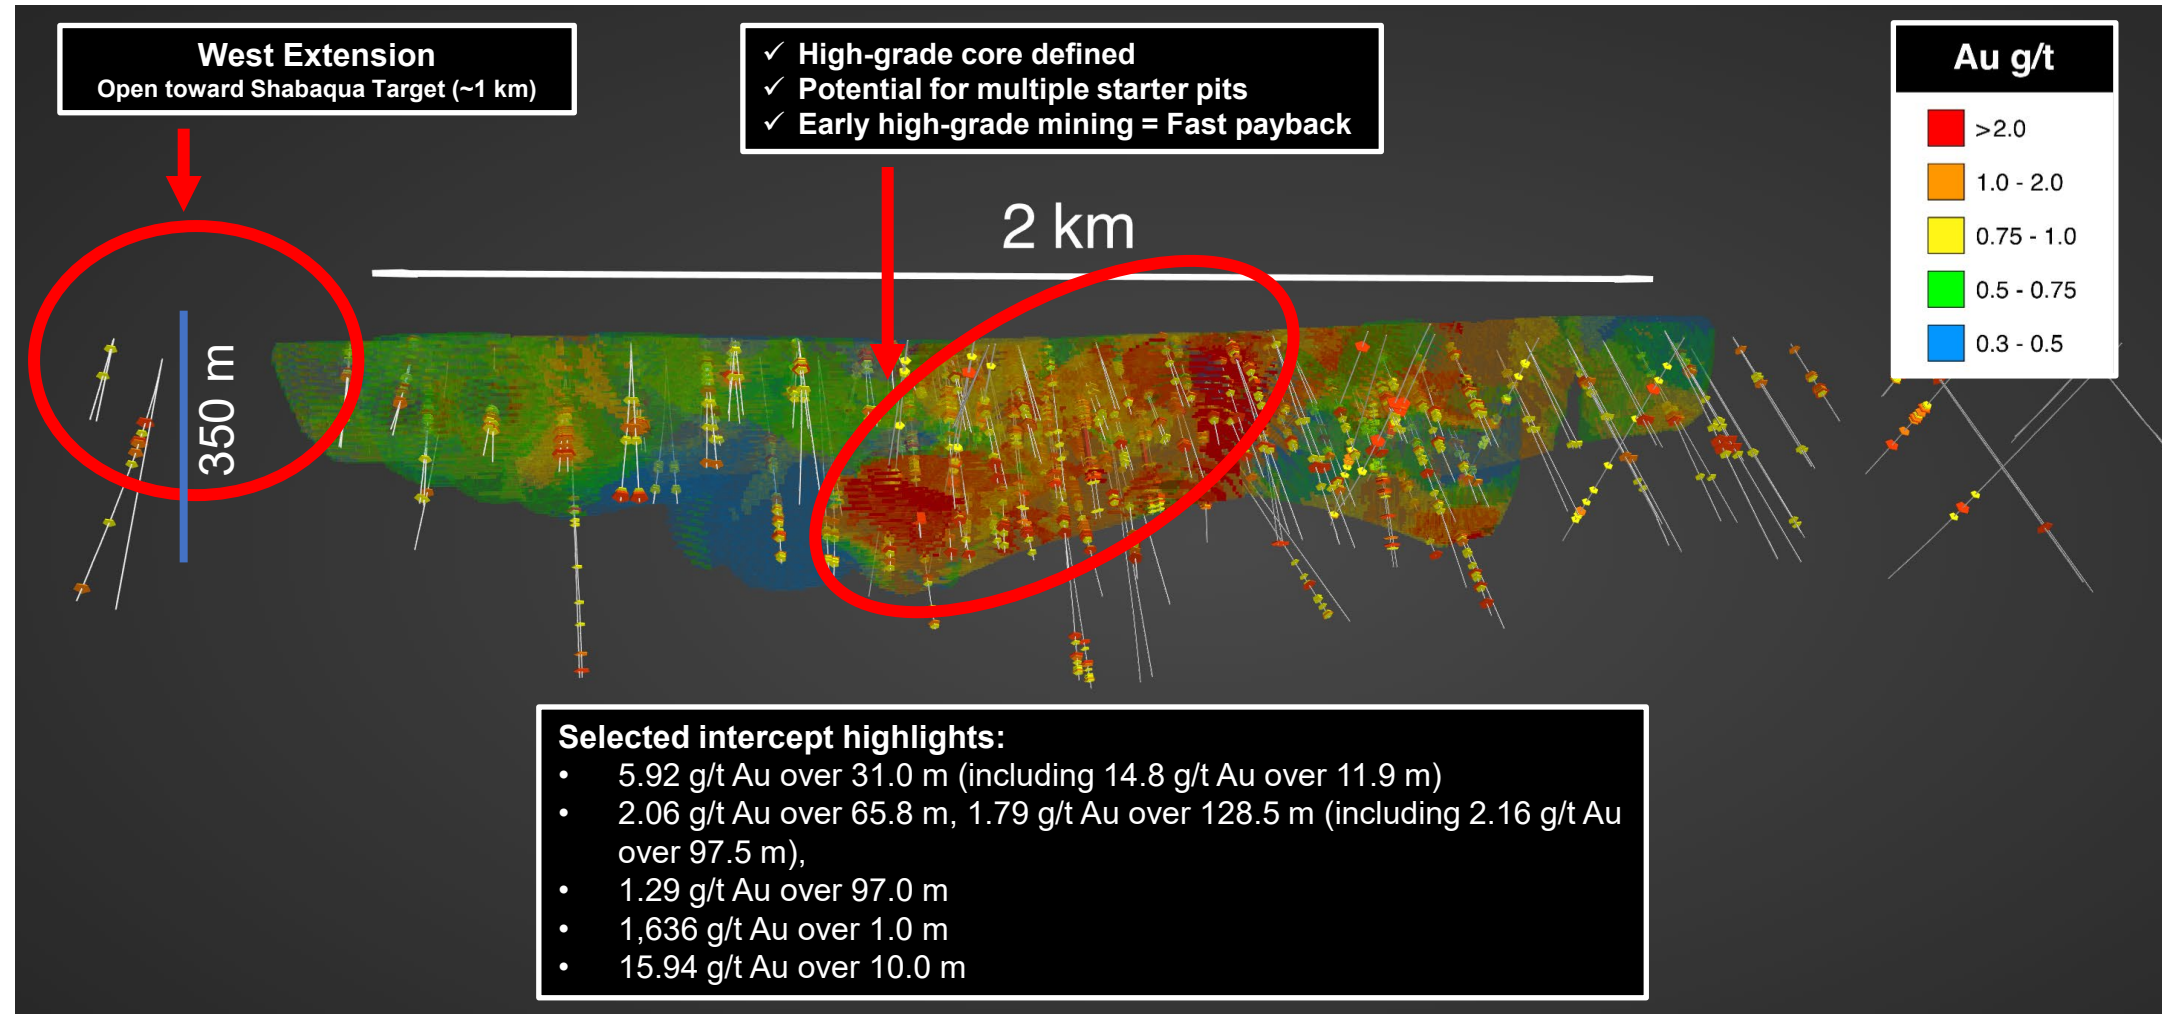 West Extension
Open toward Shabaqua Target (~1 km)
✓ High-grade core defined
✓ Potential for multiple starter pits
✓ Early high-grade mining = Fast payback
Au g/t
>2.0
1.0 - 2.0
0.75 - 1.0
0.5 - 0.75
0.3 - 0.5
2 km
350 m
Selected intercept highlights:
• 5.92 g/t Au over 31.0 m (including 14.8 g/t Au over 11.9 m)
• 2.06 g/t Au over 65.8 m, 1.79 g/t Au over 128.5 m (including 2.16 g/t Au
over 97.5 m),
• 1.29 g/t Au over 97.0 m
• 1,636 g/t Au over 1.0 m
• 15.94 g/t Au over 10.0 m